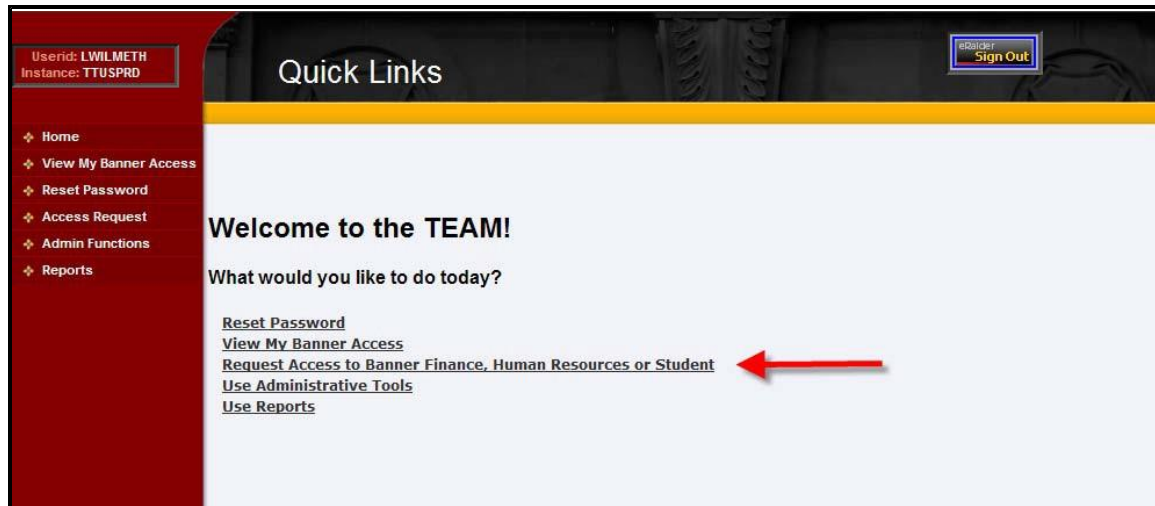 Userid: LWILMETH
Instance: TTUSPRD
Quick Links
eRaider
Sign Out
Home
View My Banner Access
Reset Password
Access Request
Admin Functions
Reports
Welcome to the TEAM!
What would you like to do today?
Reset Password
View My Banner Access
Request Access to Banner Finance, Human Resources or Student
Use Administrative Tools
Use Reports